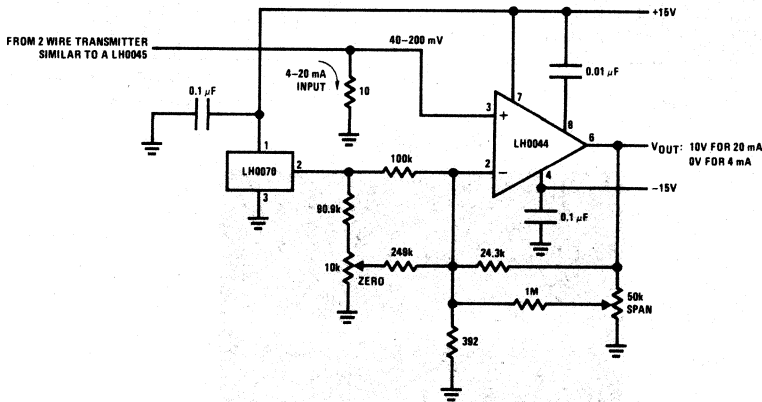 +15V
FROM 2 WIRE TRANSMITTER
SIMILAR TO A LH0045
40–200 mV
4–20 mA
INPUT
10
0.01 µF
0.1 µF
7
3
+
8
LH0044
6
2
−
4
VOUT: 10V FOR 20 mA
0V FOR 4 mA
−15V
0.1 µF
1
LH0070
2
3
100k
90.9k
10k
ZERO
249k
24.3k
1M
50k
SPAN
392